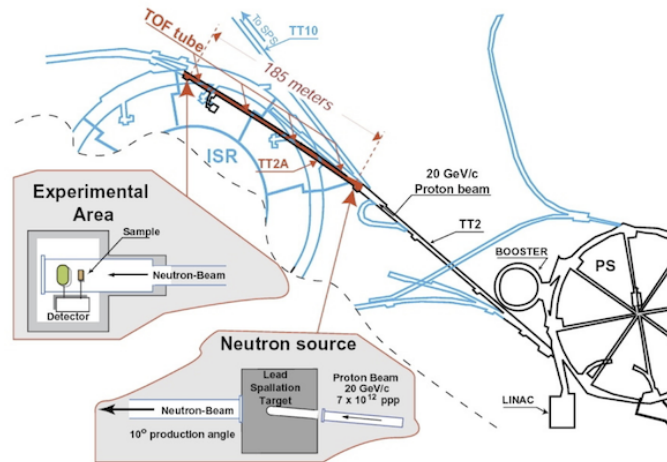 To SPS
TT10
TOF tube
185 meters
ISR
TT2A
20 GeV/c
Proton beam
TT2
BOOSTER
PS
LINAC
Experimental
Area
Sample
Neutron-Beam
Detector
Neutron source
Lead
Spallation
Target
Proton Beam
20 GeV/c
7 x 10¹² ppp
Neutron-Beam
10º production angle